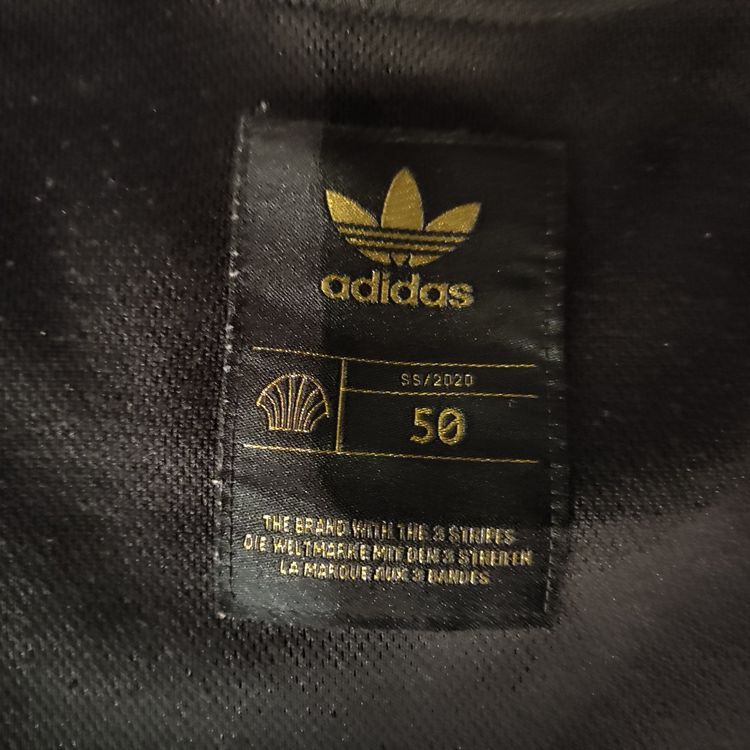 adidas
SS/2020
50
THE BRAND WITH THE 3 STRIPES
DIE WELTMARKE MIT DEN 3 STREIFEN
LA MARQUE AUX 3 BANDES